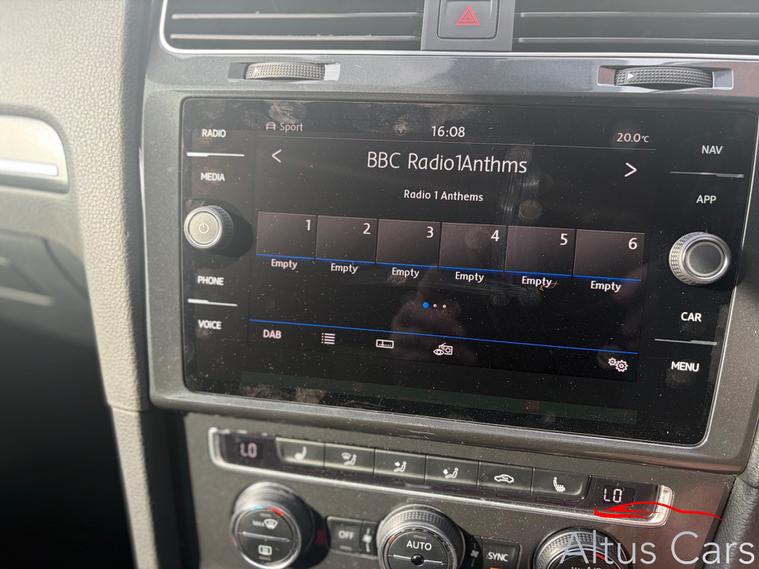 RADIO
Sport 16:08 20.0°C
NAV
< BBC Radio1Anthms >
MEDIA
Radio 1 Anthems
APP
1 2 3 4 5 6
Empty Empty Empty Empty Empty Empty
PHONE
CAR
VOICE
DAB
MENU
LO LO
MAX
OFF
AUTO
SYNC
Altus Cars